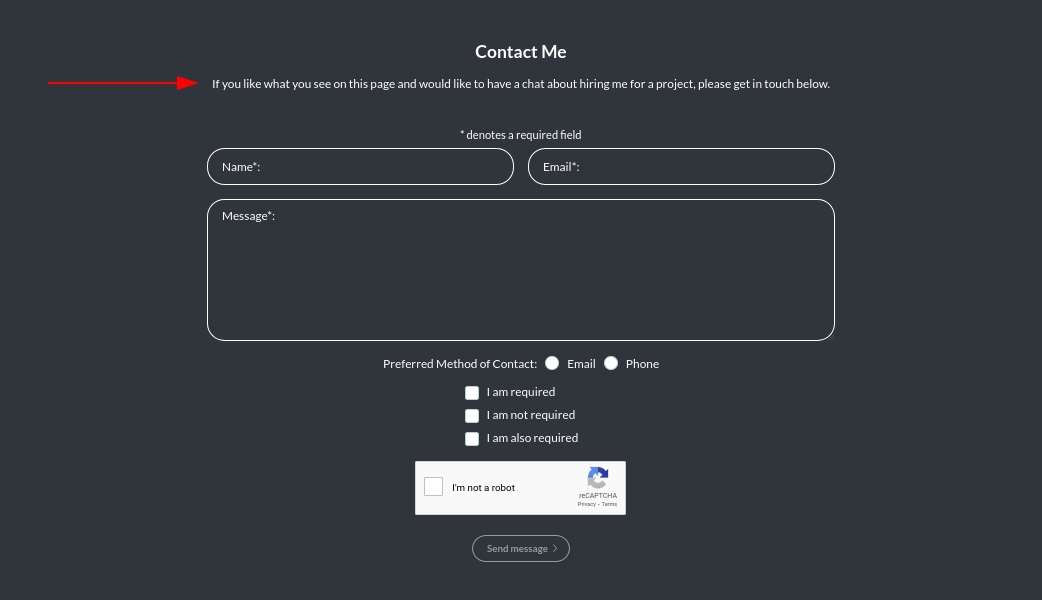 Contact Me
If you like what you see on this page and would like to have a chat about hiring me for a project, please get in touch below.
* denotes a required field
Name*: Email*:
Message*:
Preferred Method of Contact: Email Phone
I am required
I am not required
I am also required
I'm not a robot
reCAPTCHA
Privacy - Terms
Send message